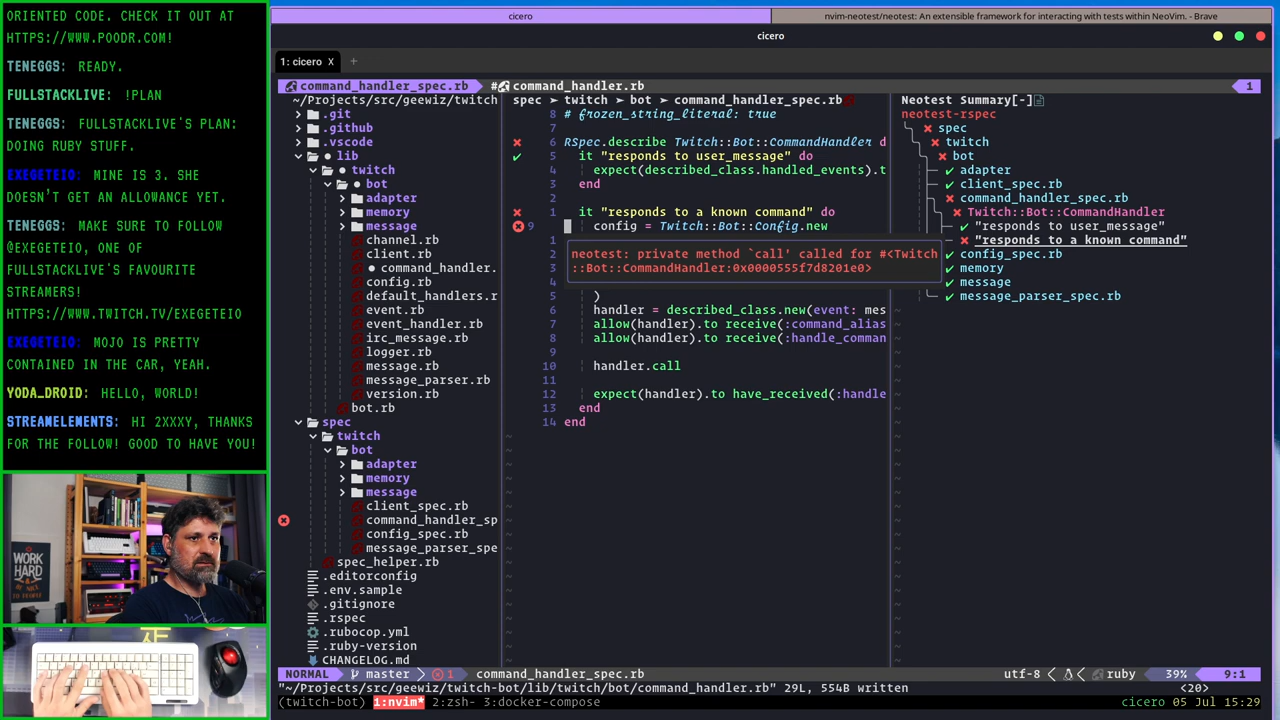 ORIENTED CODE. CHECK IT OUT AT
HTTPS://WWW.POODR.COM!
TENEGGS: READY.
FULLSTACKLIVE: !PLAN
TENEGGS: FULLSTACKLIVE'S PLAN:
DOING RUBY STUFF.
EXEGETEIO: MINE IS 3. SHE
DOESN'T GET AN ALLOWANCE YET.
TENEGGS: MAKE SURE TO FOLLOW
@EXEGETEIO, ONE OF
FULLSTACKLIVE'S FAVOURITE
STREAMERS!
HTTPS://WWW.TWITCH.TV/EXEGETEIO
EXEGETEIO: MOJO IS PRETTY
CONTAINED IN THE CAR, YEAH.
YODA_DROID: HELLO, WORLD!
STREAMELEMENTS: HI 2XXXY, THANKS
FOR THE FOLLOW! GOOD TO HAVE YOU!
WORK
HARD
cicero
nvim-neotest/neotest: An extensible framework for interacting with tests within NeoVim. - Brave
cicero
1: cicero X +
command_handler_spec.rb
#command_handler.rb
1
~/Projects/src/geewiz/twitch
.git
.github
.vscode
lib
twitch
bot
adapter
memory
message
channel.rb
client.rb
command_handler.
config.rb
default_handlers.r
event.rb
event_handler.rb
irc_message.rb
logger.rb
message.rb
message_parser.rb
version.rb
bot.rb
spec
twitch
bot
adapter
memory
message
client_spec.rb
command_handler_sp
config_spec.rb
message_parser_spe
spec_helper.rb
.editorconfig
.env.sample
.gitignore
.rspec
.rubocop.yml
.ruby-version
CHANGELOG.md
spec ➤ twitch ➤ bot ➤ command_handler_spec.rb
8 # frozen_string_literal: true
7
6 RSpec.describe Twitch::Bot::CommandHandler d
5 it "responds to user_message" do
4 expect(described_class.handled_events).t
3 end
2
1 it "responds to a known command" do
9 config = Twitch::Bot::Config.new
1
2 neotest: private method `call' called for #<Twitch
3 ::Bot::CommandHandler:0x0000555f7d8201e0>
4
5 )
6 handler = described_class.new(event: mes
7 allow(handler).to receive(:command_alias
8 allow(handler).to receive(:handle_comman
9
10 handler.call
11
12 expect(handler).to have_received(:handle
13 end
14 end
Neotest Summary[-]
neotest-rspec
spec
twitch
bot
adapter
client_spec.rb
command_handler_spec.rb
Twitch::Bot::CommandHandler
"responds to user_message"
"responds to a known command"
config_spec.rb
memory
message
message_parser_spec.rb
NORMAL master 1 command_handler_spec.rb utf-8 ruby 39% 9:1
"~/Projects/src/geewiz/twitch-bot/lib/twitch/bot/command_handler.rb" 29L, 554B written <20>
(twitch-bot) 1:nvim* 2:zsh- 3:docker-compose cicero 05 Jul 15:29